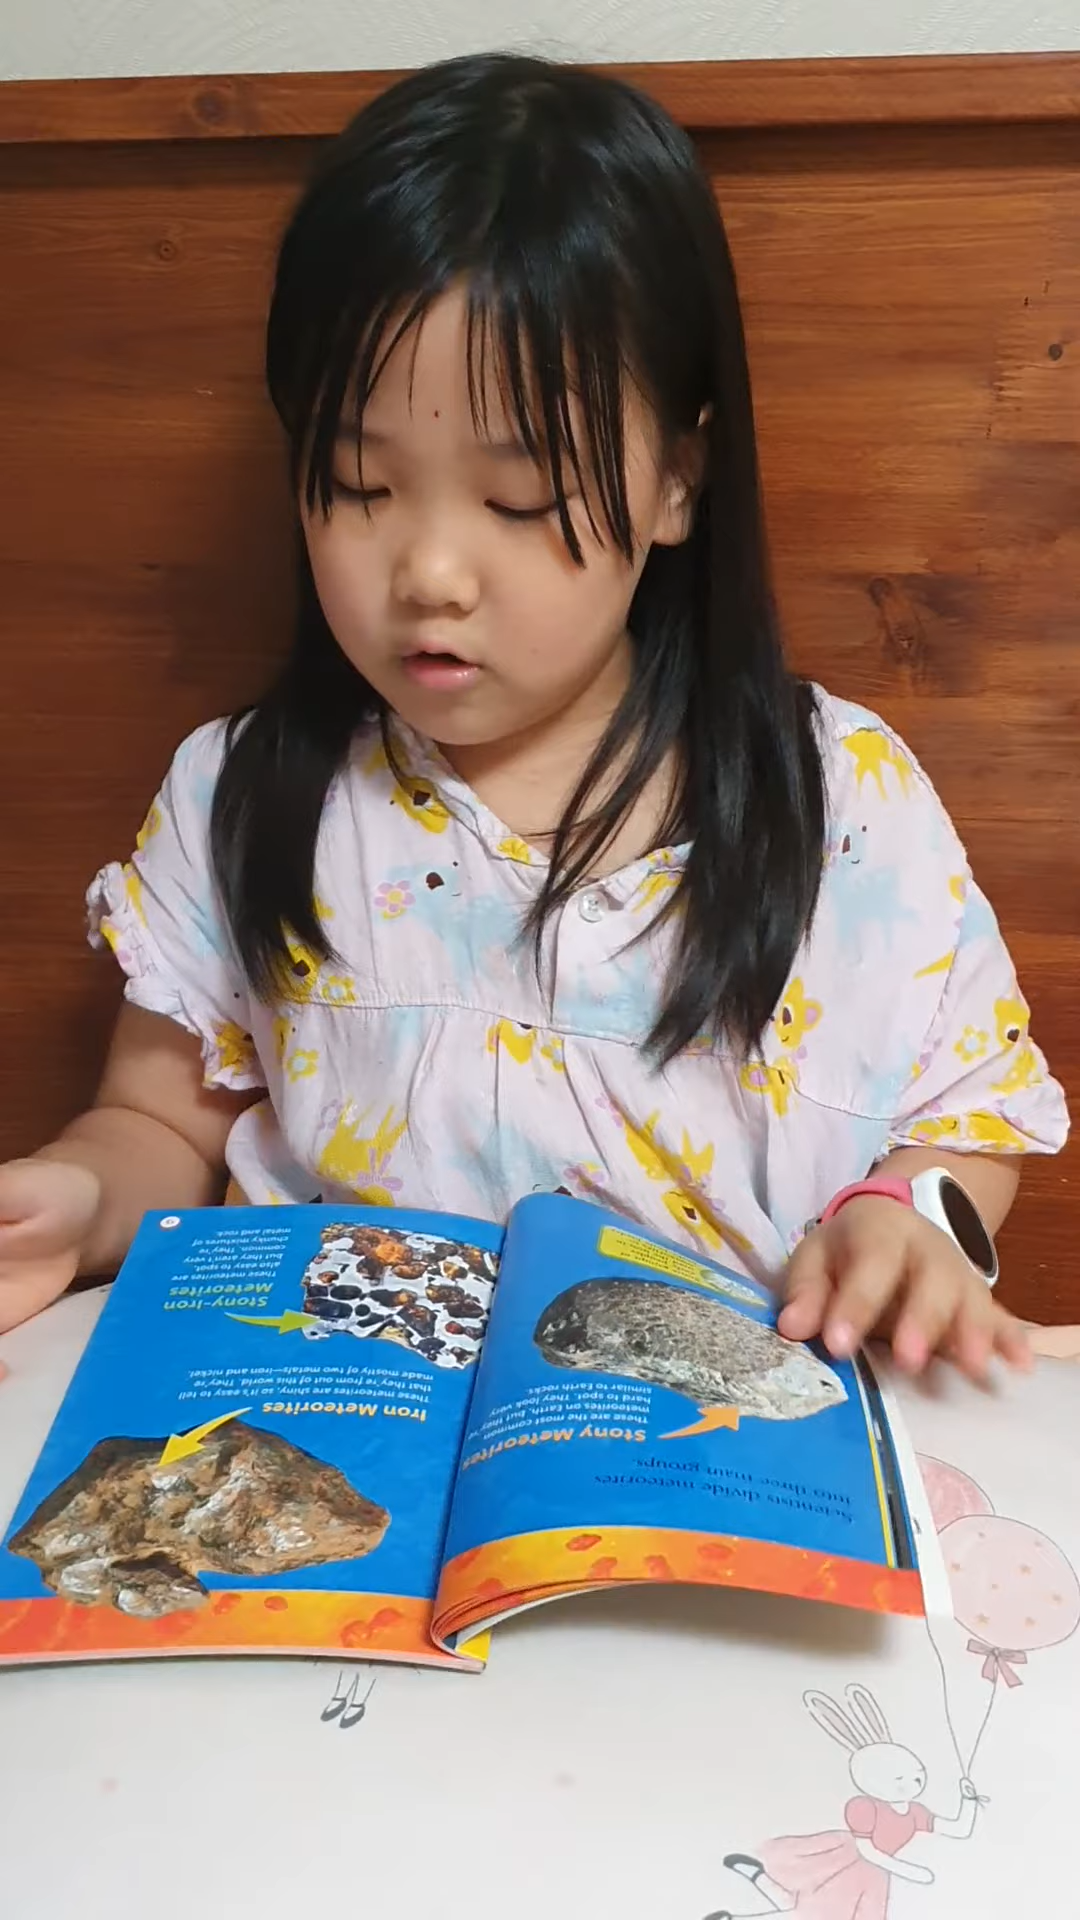 Scientists divide meteorites
into three main groups.
Stony Meteorites
These are the most common
meteorites on Earth, but they're
hard to spot. They look very
similar to Earth rocks.
Iron Meteorites
These meteorites are shiny, so it's easy to tell
that they're from out of this world. They're
made mostly of two metals—iron and nickel.
Stony-Iron
Meteorites
These meteorites are
also easy to spot,
but they aren't very
common. They're
chunky mixtures of
metal and rock.